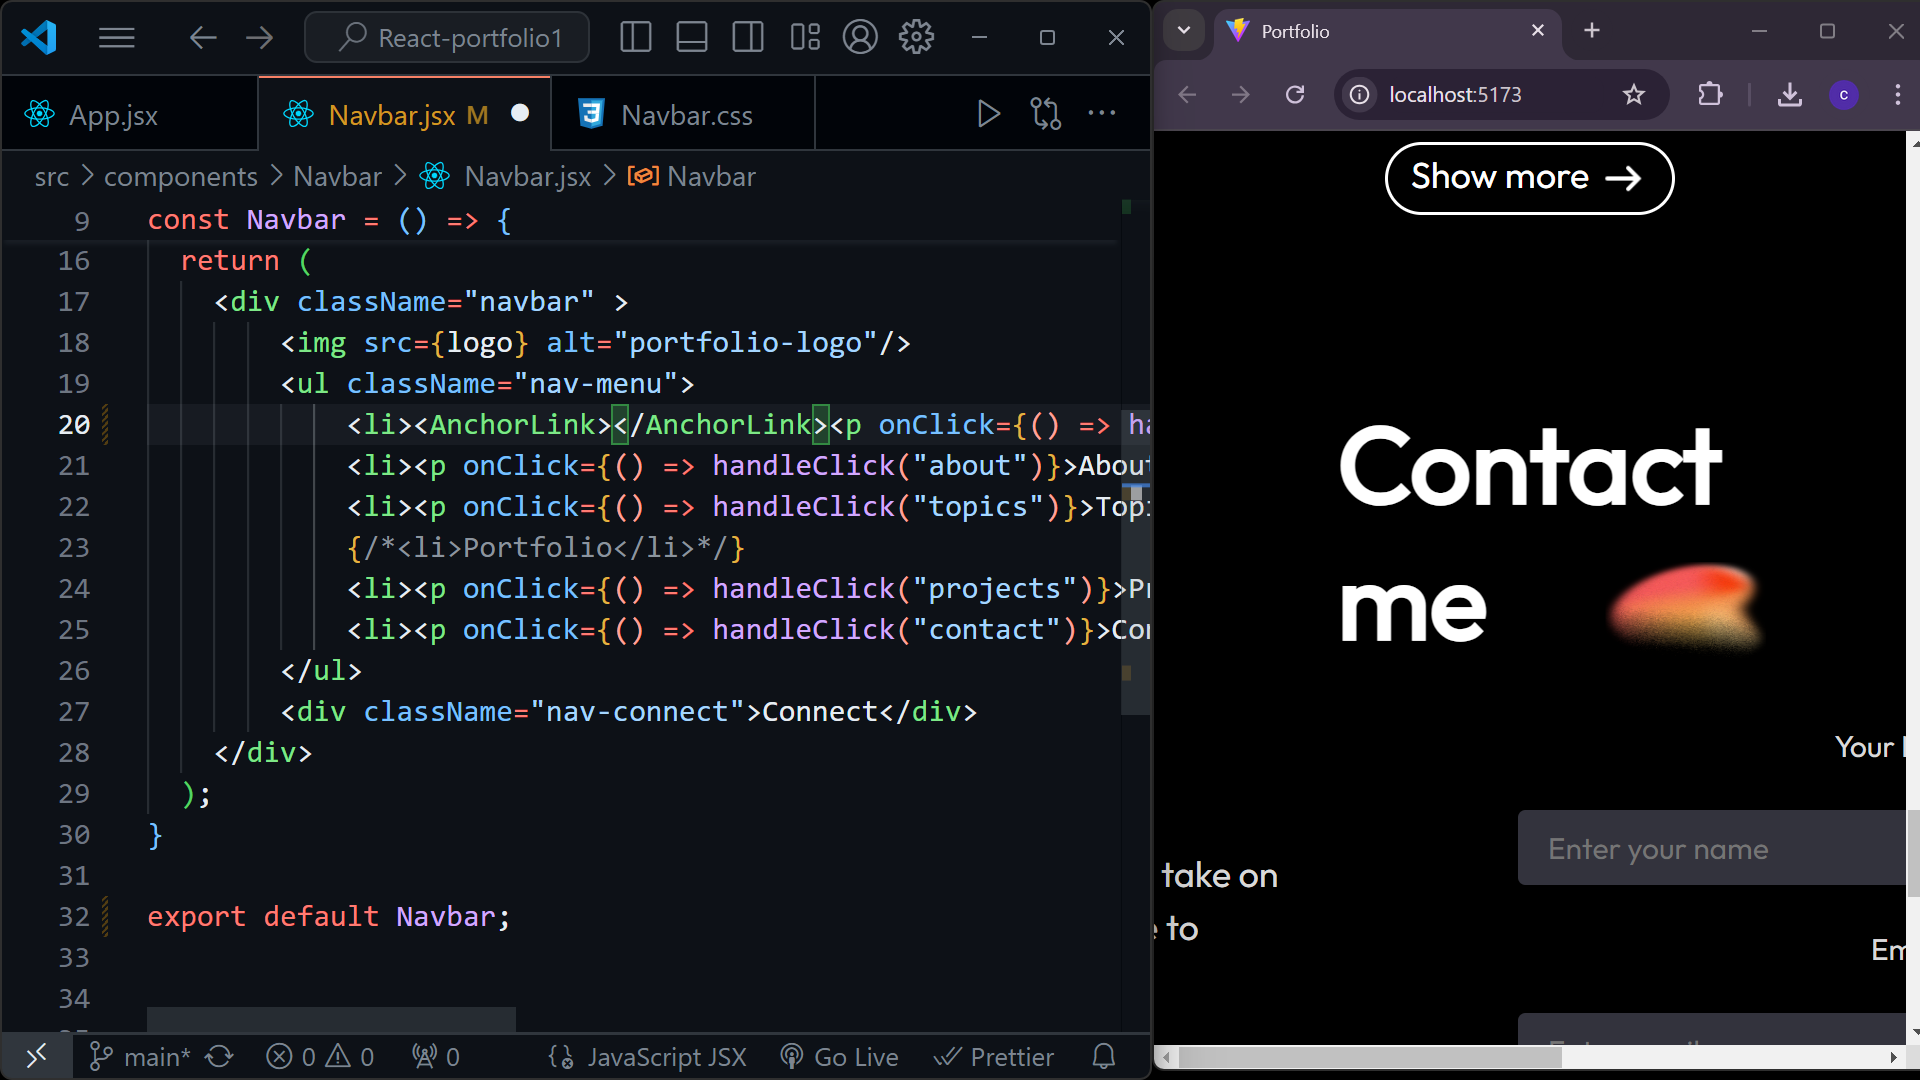 React-portfolio1
App.jsx
Navbar.jsx M
Navbar.css
src > components > Navbar > Navbar.jsx > Navbar
9 const Navbar = () => {
16 return (
17 <div className="navbar" >
18 <img src={logo} alt="portfolio-logo"/>
19 <ul className="nav-menu">
20 <li><AnchorLink></AnchorLink><p onClick={() => ha
21 <li><p onClick={() => handleClick("about")}>About
22 <li><p onClick={() => handleClick("topics")}>Topi
23 {/*<li>Portfolio</li>*/}
24 <li><p onClick={() => handleClick("projects")}>Pr
25 <li><p onClick={() => handleClick("contact")}>Con
26 </ul>
27 <div className="nav-connect">Connect</div>
28 </div>
29 );
30 }
31
32 export default Navbar;
33
34
main* 0 0 0 JavaScript JSX Go Live Prettier
Portfolio
localhost:5173
c
Show more →
Contact
me
Your
Enter your name
take on
to
Em